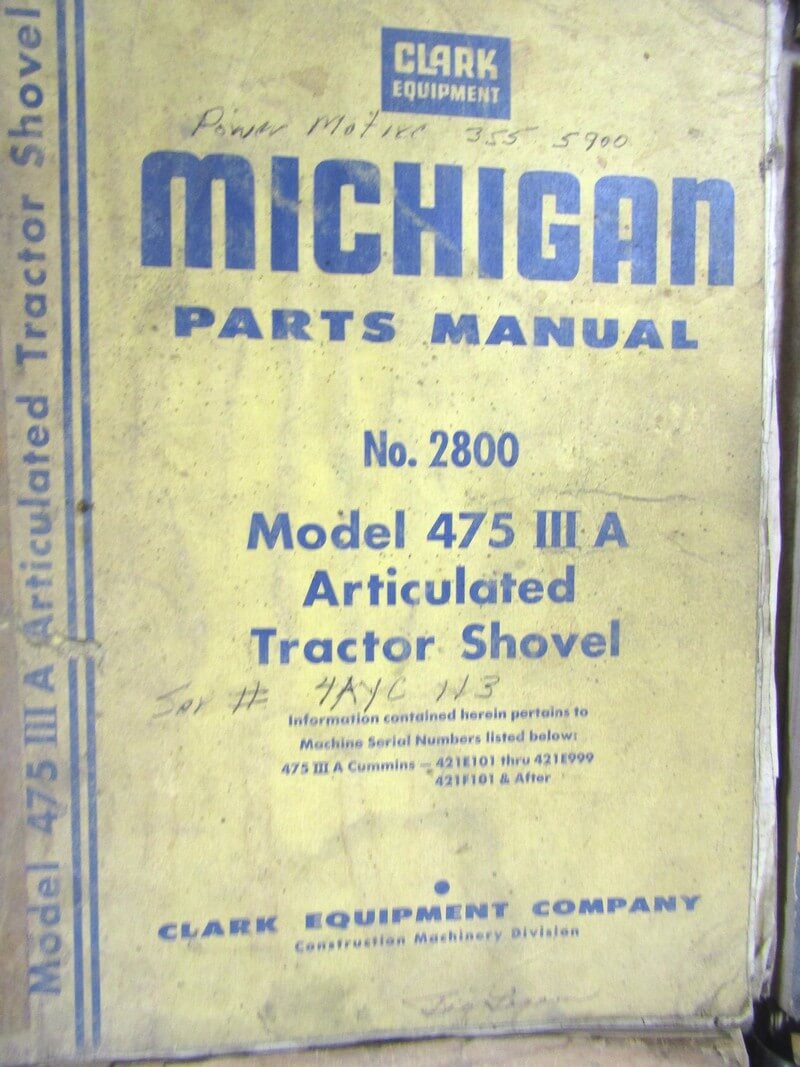 CLARK
EQUIPMENT
Power Motive 355 5900
MICHIGAN
PARTS MANUAL
No. 2800
Model 475 III A
Articulated
Tractor Shovel
Ser # 4AYC 113
Information contained herein pertains to
Machine Serial Numbers listed below:
475 III A Cummins — 421E101 thru 421E999
421F101 & After
CLARK EQUIPMENT COMPANY
Construction Machinery Division
Model 475 III A Articulated Tractor Shovel